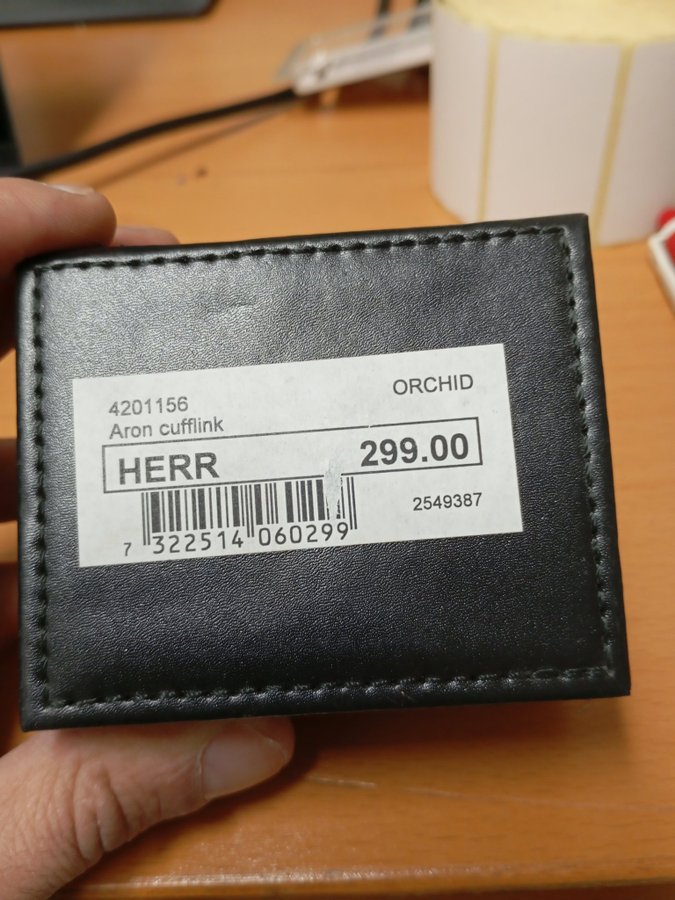 4201156
ORCHID
Aron cufflink
HERR
299.00
2549387
7 322514 060299